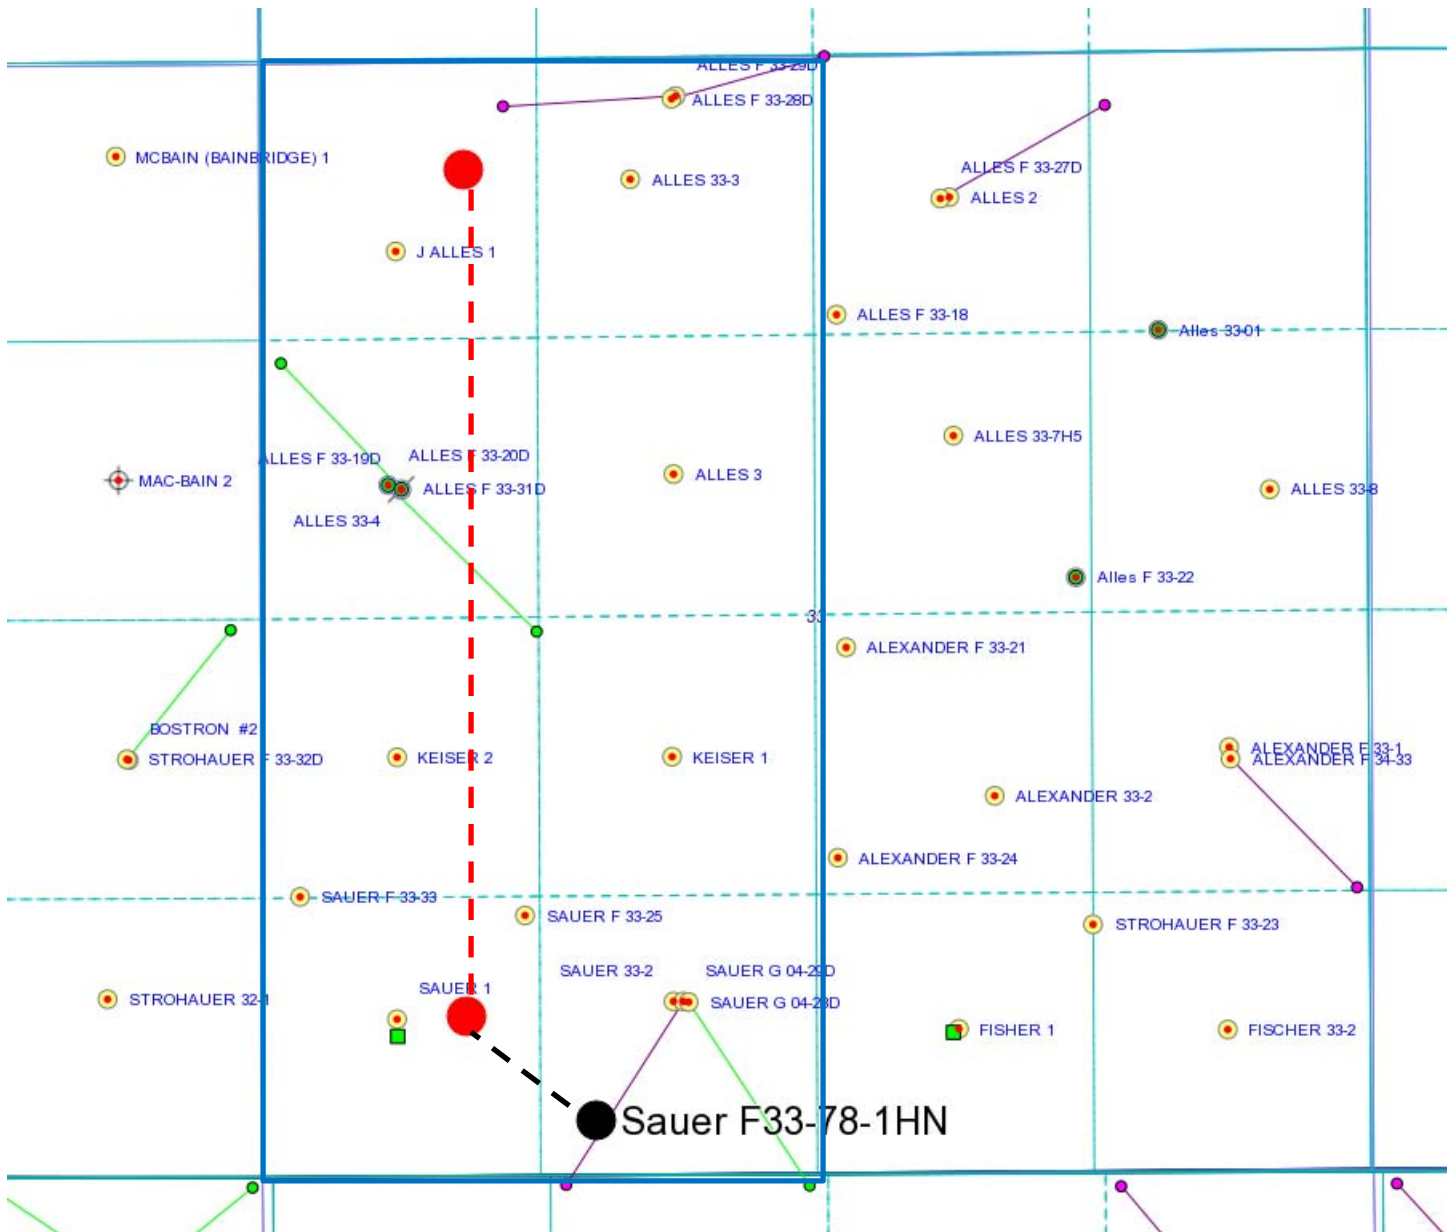 ALLES F 33-29D
ALLES F 33-28D
MCBAIN (BAINBRIDGE) 1
ALLES 33-3
ALLES F 33-27D
ALLES 2
J ALLES 1
ALLES F 33-18
Alles 33-01
ALLES 33-7H5
ALLES F 33-19D
ALLES F 33-20D
MAC-BAIN 2
ALLES F 33-31D
ALLES 3
ALLES 33-8
ALLES 33-4
Alles F 33-22
33
ALEXANDER F 33-21
BOSTRON #2
STROHAUER F 33-32D
KEISER 2
KEISER 1
ALEXANDER F 33-1
ALEXANDER F 34-33
ALEXANDER 33-2
ALEXANDER F 33-24
SAUER F 33-33
SAUER F 33-25
STROHAUER F 33-23
SAUER 33-2
SAUER G 04-29D
SAUER 1
STROHAUER 32-1
SAUER G 04-28D
FISHER 1
FISCHER 33-2
Sauer F33-78-1HN